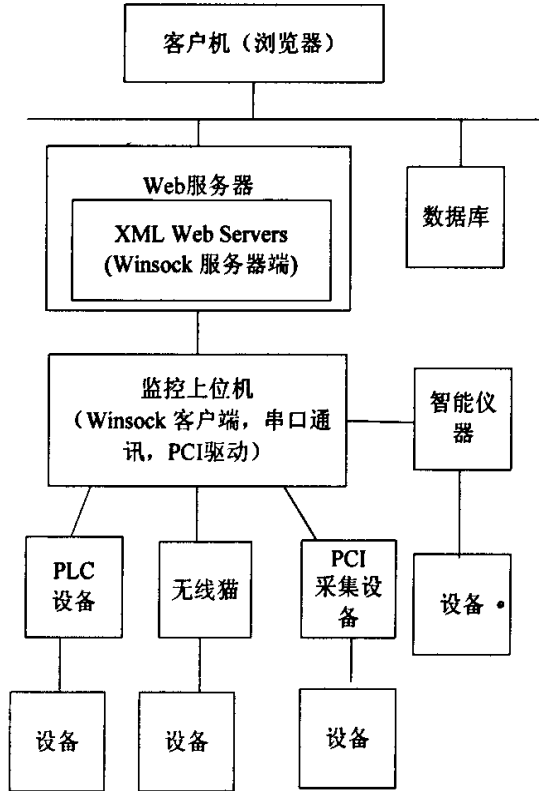 客户机（浏览器）
Web服务器
XML Web Servers
(Winsock 服务器端)
数据库
监控上位机
（Winsock 客户端，串口通
讯，PCI驱动）
智能仪
器
PLC
设备
无线猫
PCI
采集设
备
设备
设备
设备
设备